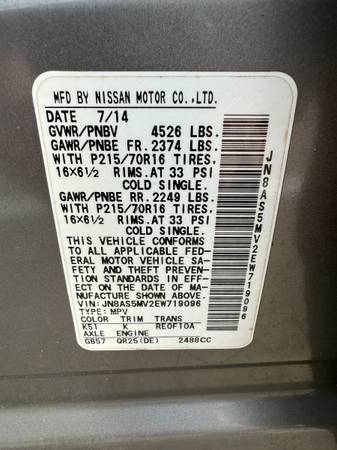 MFD BY NISSAN MOTOR CO.,LTD.
DATE 7/14
GVWR/PNBV 4526 LBS.
GAWR/PNBE FR. 2374 LBS.
WITH P215/70R16 TIRES,
16X6½ RIMS.AT 33 PSI
COLD SINGLE.
GAWR/PNBE RR. 2249 LBS.
WITH P215/70R16 TIRES,
16X6½ RIMS.AT 33 PSI
COLD SINGLE.
THIS VEHICLE CONFORMS
TO ALL APPLICABLE FED-
ERAL MOTOR VEHICLE SA-
FETY AND THEFT PREVENTION
STANDARDS IN EFF-
ECT ON THE DATE OF MA-
NUFACTURE SHOWN ABOVE.
VIN:JN8AS5MV2EW719096
TYPE:MPV
COLOR TRIM TRANS
K51 K RE0F10A
AXLE ENGINE
GB57 QR25(DE) 2488CC
JN8AS5MV2EW719096